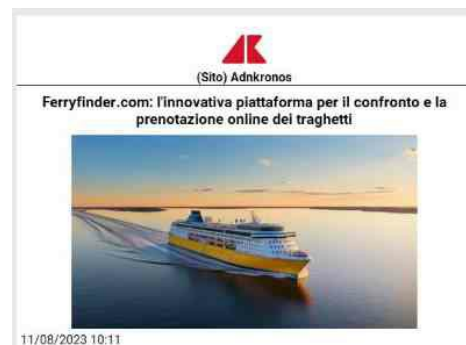 (Sito) Adnkronos
Ferryfinder.com: l'innovativa piattaforma per il confronto e la
prenotazione online dei traghetti
11/08/2023 10:11